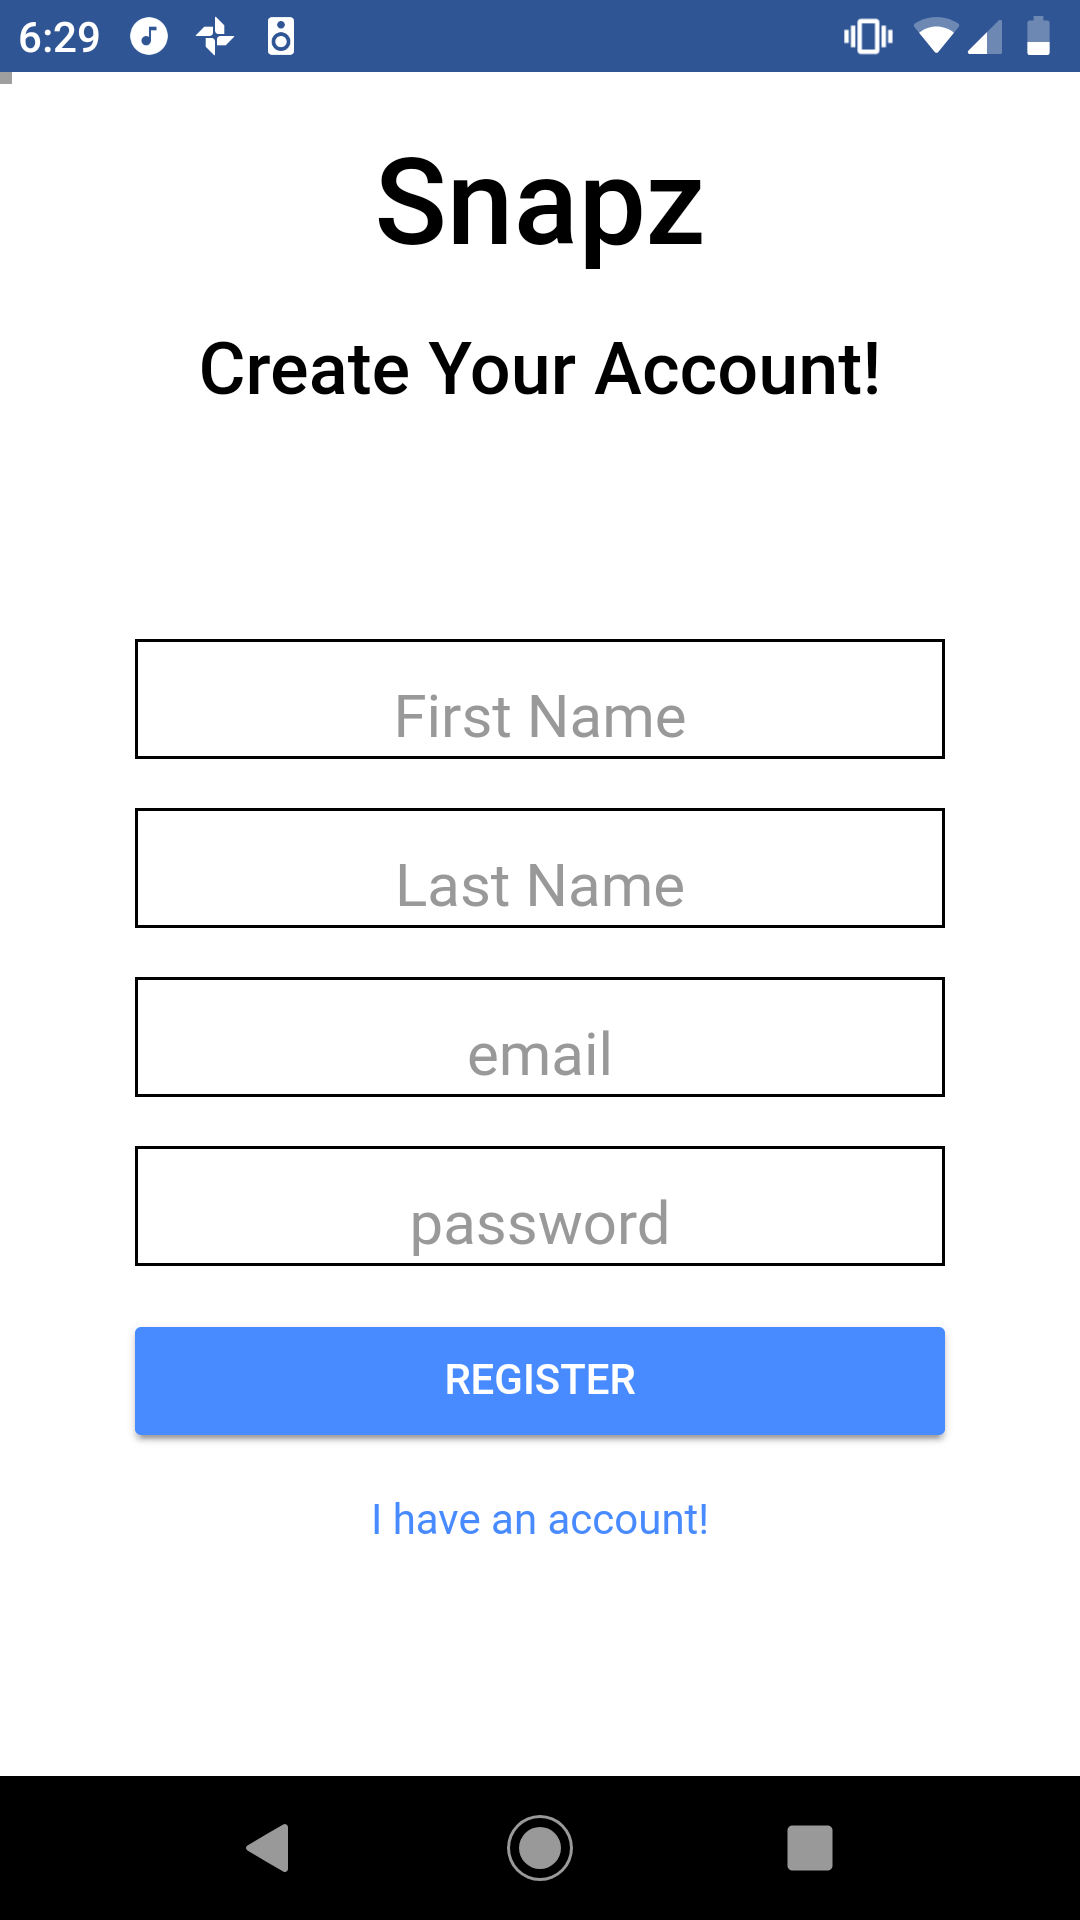 6:29
Snapz
Create Your Account!
First Name
Last Name
email
password
REGISTER
I have an account!